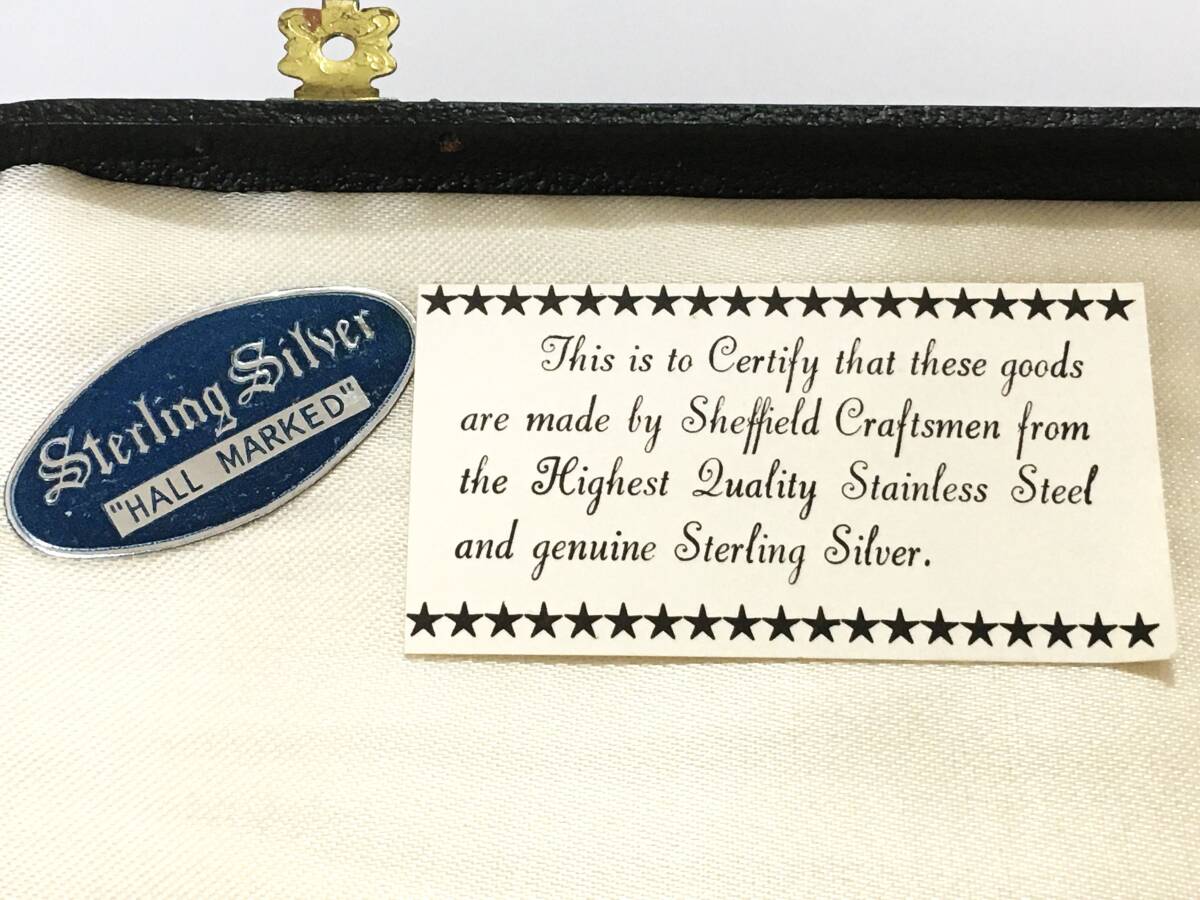 Sterling Silver
"HALL MARKED"
★★★★★★★★★★★★★★★★★★★
This is to Certify that these goods
are made by Sheffield Craftsmen from
the Highest Quality Stainless Steel
and genuine Sterling Silver.
★★★★★★★★★★★★★★★★★★★